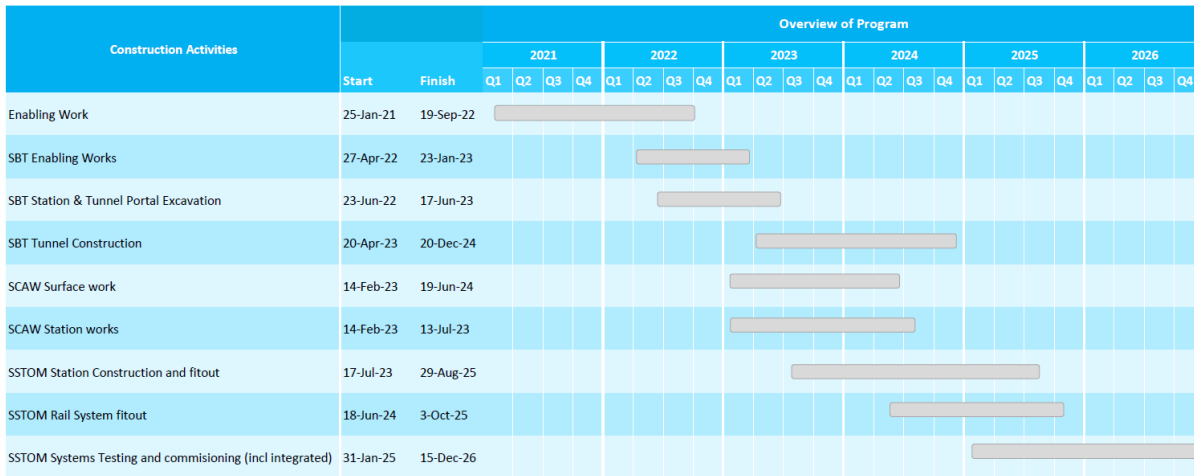 Construction Activities
Overview of Program
2021 2022 2023 2024 2025 2026
Start Finish Q1 Q2 Q3 Q4 Q1 Q2 Q3 Q4 Q1 Q2 Q3 Q4 Q1 Q2 Q3 Q4 Q1 Q2 Q3 Q4 Q1 Q2 Q3 Q4
Enabling Work 25-Jan-21 19-Sep-22
SBT Enabling Works 27-Apr-22 23-Jan-23
SBT Station & Tunnel Portal Excavation 23-Jun-22 17-Jun-23
SBT Tunnel Construction 20-Apr-23 20-Dec-24
SCAW Surface work 14-Feb-23 19-Jun-24
SCAW Station works 14-Feb-23 13-Jul-23
SSTOM Station Construction and fitout 17-Jul-23 29-Aug-25
SSTOM Rail System fitout 18-Jun-24 3-Oct-25
SSTOM Systems Testing and commisioning (incl integrated) 31-Jan-25 15-Dec-26